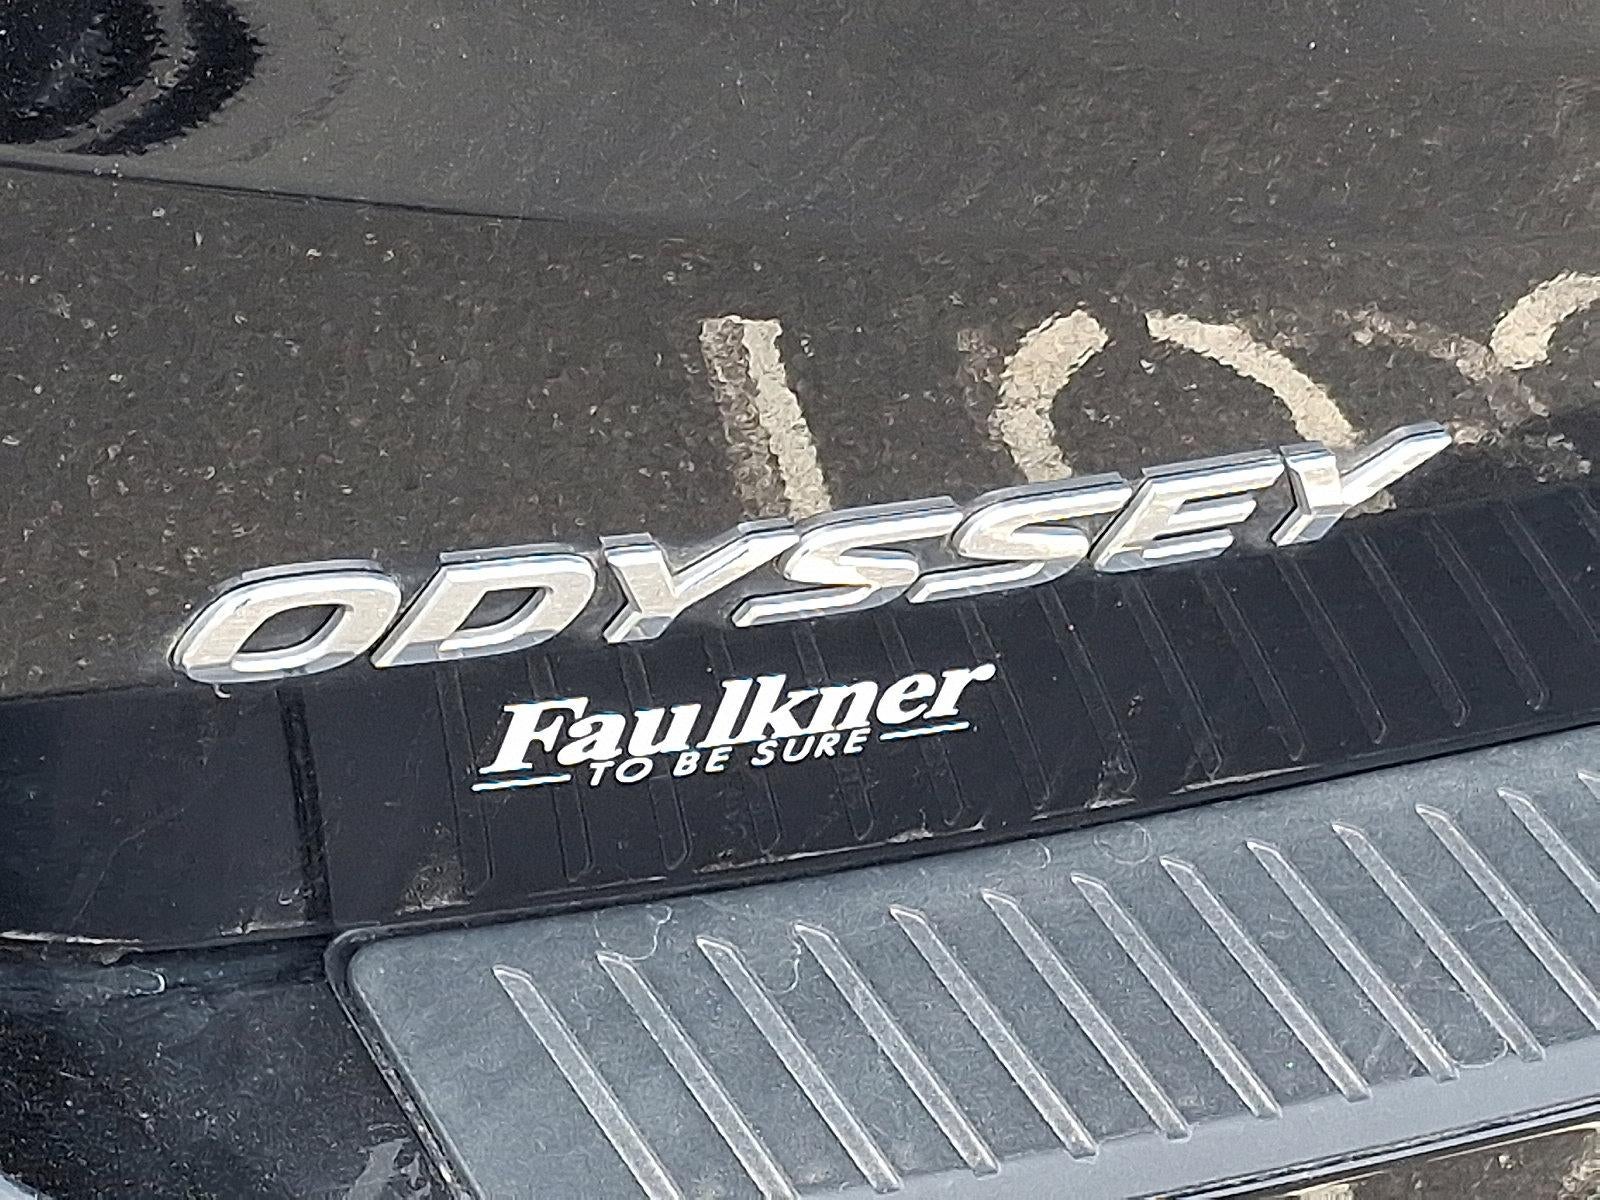 ODYSSEY
Faulkner
TO BE SURE